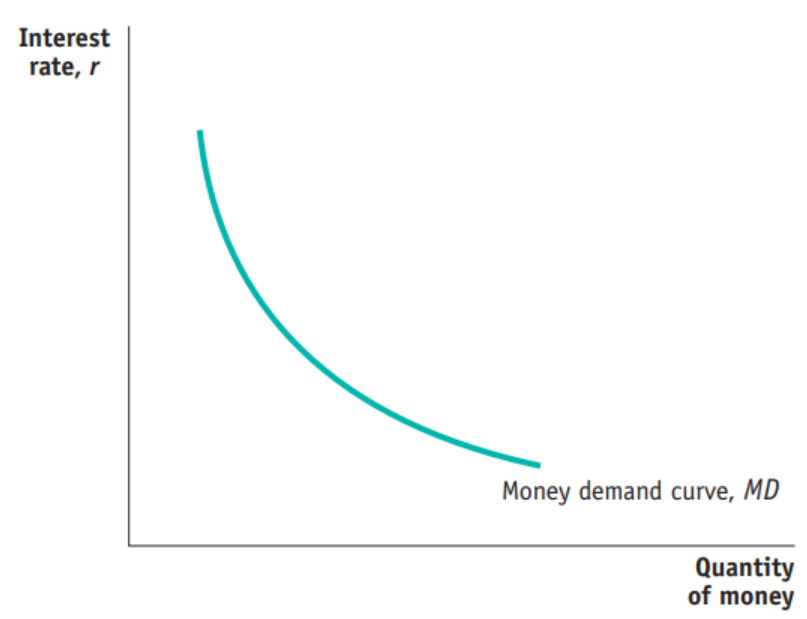 Interest
rate, r
Money demand curve, MD
Quantity
of money